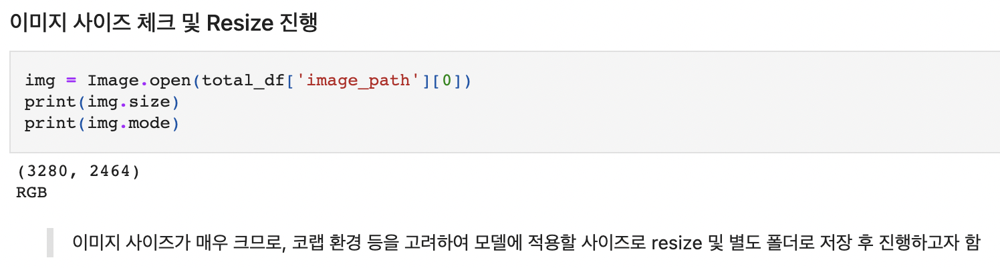 이미지 사이즈 체크 및 Resize 진행
img = Image.open(total_df['image_path'][0])
print(img.size)
print(img.mode)
(3280, 2464)
RGB
이미지 사이즈가 매우 크므로, 코랩 환경 등을 고려하여 모델에 적용할 사이즈로 resize 및 별도 폴더로 저장 후 진행하고자 함